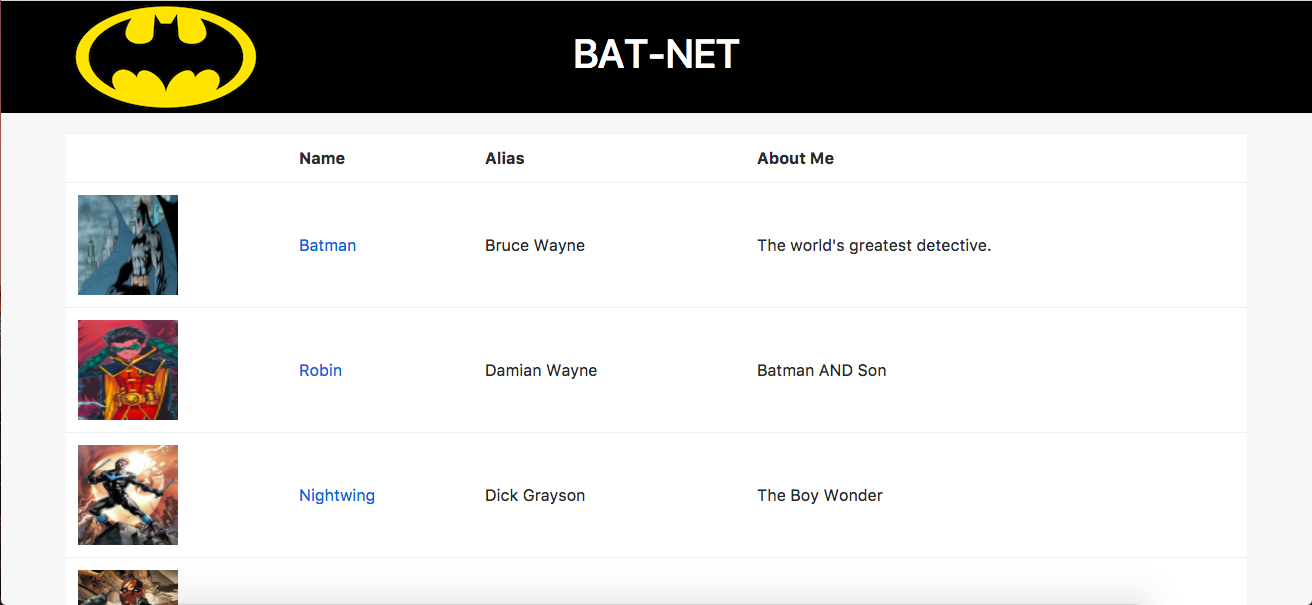 BAT-NET
Name Alias About Me
Batman Bruce Wayne The world's greatest detective.
Robin Damian Wayne Batman AND Son
Nightwing Dick Grayson The Boy Wonder